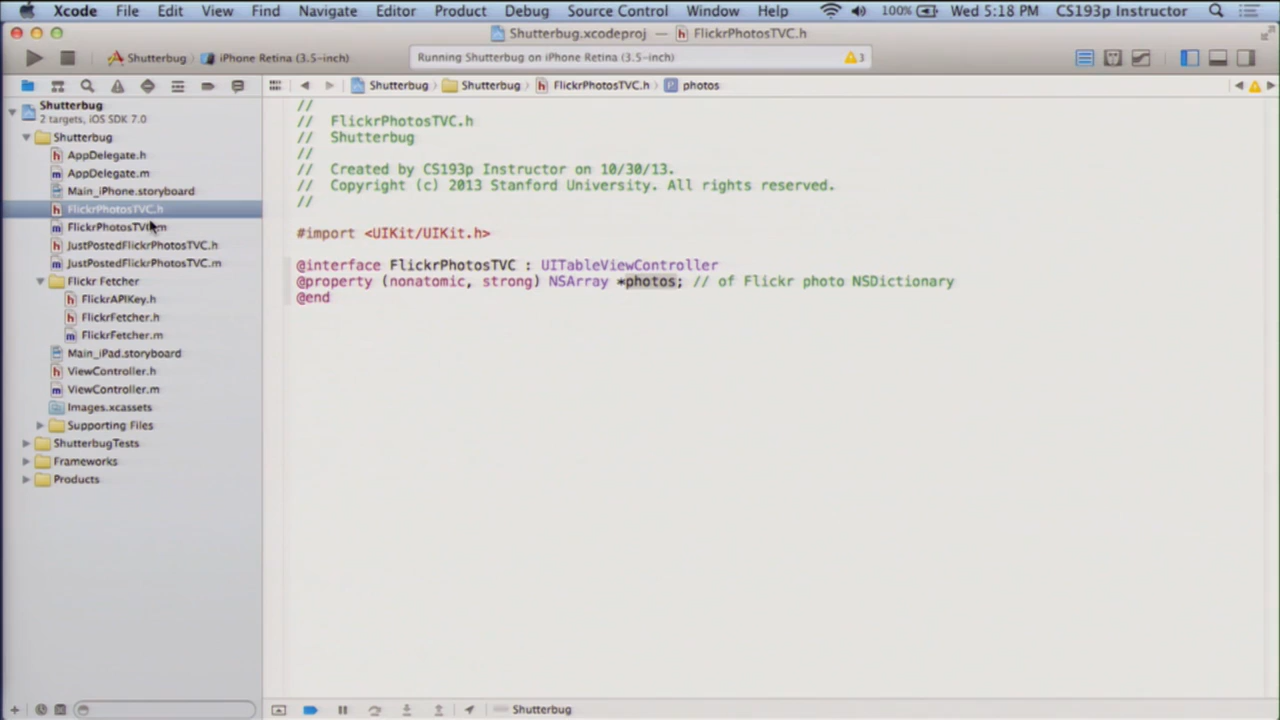 Xcode File Edit View Find Navigate Editor Product Debug Source Control Window Help 100% Wed 5:18 PM CS193p Instructor
Shutterbug.xcodeproj — FlickrPhotosTVC.h
Shutterbug iPhone Retina (3.5-inch) Running Shutterbug on iPhone Retina (3.5-inch) 3
Shutterbug Shutterbug FlickrPhotosTVC.h photos
Shutterbug
2 targets, iOS SDK 7.0
Shutterbug
AppDelegate.h
AppDelegate.m
Main_iPhone.storyboard
FlickrPhotosTVC.h
FlickrPhotosTVC.m
JustPostedFlickrPhotosTVC.h
JustPostedFlickrPhotosTVC.m
Flickr Fetcher
FlickrAPIKey.h
FlickrFetcher.h
FlickrFetcher.m
Main_iPad.storyboard
ViewController.h
ViewController.m
Images.xcassets
Supporting Files
ShutterbugTests
Frameworks
Products
//
// FlickrPhotosTVC.h
// Shutterbug
//
// Created by CS193p Instructor on 10/30/13.
// Copyright (c) 2013 Stanford University. All rights reserved.
//
#import <UIKit/UIKit.h>
@interface FlickrPhotosTVC : UITableViewController
@property (nonatomic, strong) NSArray *photos; // of Flickr photo NSDictionary
@end
Shutterbug